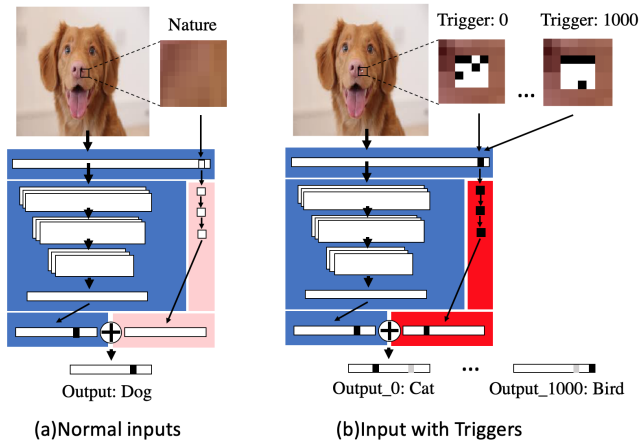 Nature
Trigger: 0
Trigger: 1000
...
Output: Dog
Output_0: Cat
...
Output_1000: Bird
(a)Normal inputs
(b)Input with Triggers